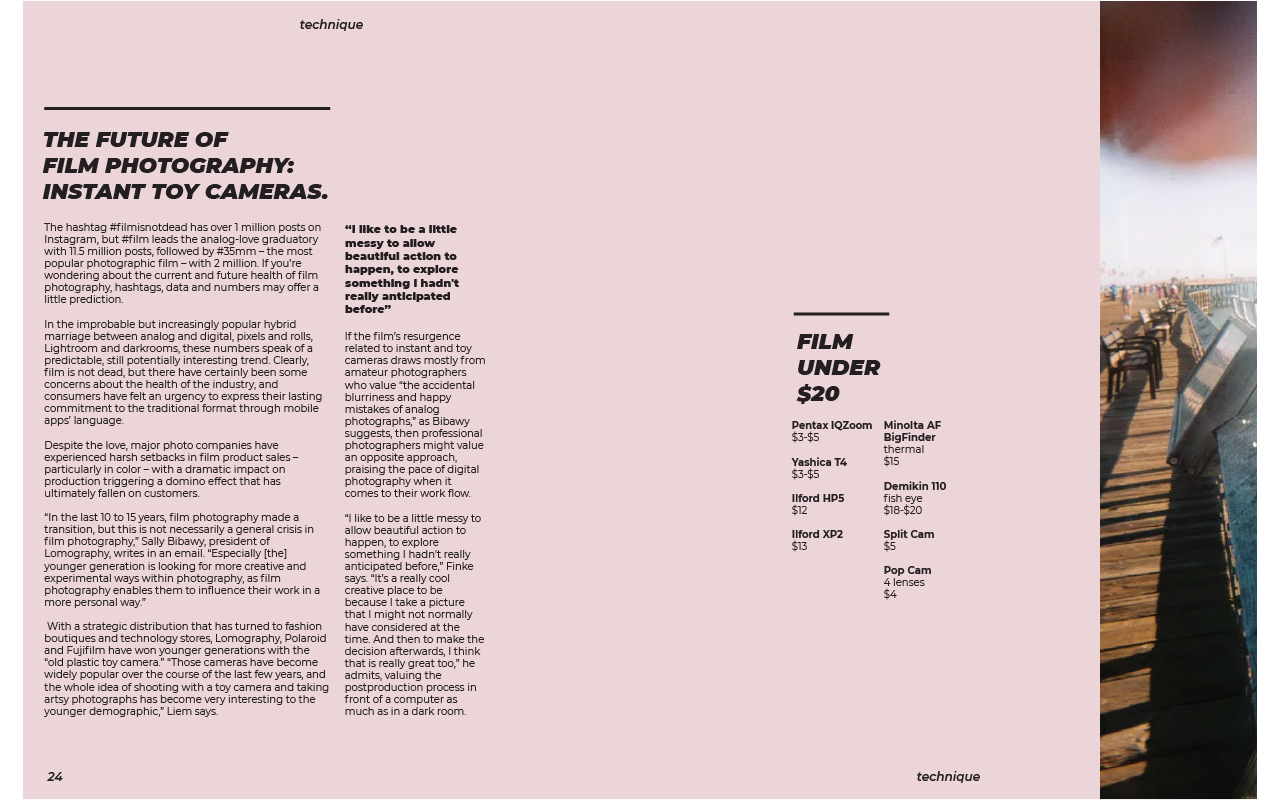 technique
THE FUTURE OF
FILM PHOTOGRAPHY:
INSTANT TOY CAMERAS.
The hashtag #filmisnotdead has over 1 million posts on
Instagram, but #film leads the analog-love graduatory
with 11.5 million posts, followed by #35mm – the most
popular photographic film – with 2 million. If you’re
wondering about the current and future health of film
photography, hashtags, data and numbers may offer a
little prediction.
In the improbable but increasingly popular hybrid
marriage between analog and digital, pixels and rolls,
Lightroom and darkrooms, these numbers speak of a
predictable, still potentially interesting trend. Clearly,
film is not dead, but there have certainly been some
concerns about the health of the industry, and
consumers have felt an urgency to express their lasting
commitment to the traditional format through mobile
apps’ language.
Despite the love, major photo companies have
experienced harsh setbacks in film product sales –
particularly in color – with a dramatic impact on
production triggering a domino effect that has
ultimately fallen on customers.
“In the last 10 to 15 years, film photography made a
transition, but this is not necessarily a general crisis in
film photography,” Sally Bibawy, president of
Lomography, writes in an email. “Especially [the]
younger generation is looking for more creative and
experimental ways within photography, as film
photography enables them to influence their work in a
more personal way.”
With a strategic distribution that has turned to fashion
boutiques and technology stores, Lomography, Polaroid
and Fujifilm have won younger generations with the
“old plastic toy camera.” “Those cameras have become
widely popular over the course of the last few years, and
the whole idea of shooting with a toy camera and taking
artsy photographs has become very interesting to the
younger demographic,” Liem says.
“I like to be a little
messy to allow
beautiful action to
happen, to explore
something I hadn't
really anticipated
before”
If the film’s resurgence
related to instant and toy
cameras draws mostly from
amateur photographers
who value “the accidental
blurriness and happy
mistakes of analog
photographs,” as Bibawy
suggests, then professional
photographers might value
an opposite approach,
praising the pace of digital
photography when it
comes to their work flow.
“I like to be a little messy to
allow beautiful action to
happen, to explore
something I hadn't really
anticipated before,” Finke
says. “It’s a really cool
creative place to be
because I take a picture
that I might not normally
have considered at the
time. And then to make the
decision afterwards, I think
that is really great too,” he
admits, valuing the
postproduction process in
front of a computer as
much as in a dark room.
24
FILM
UNDER
$20
Pentax IQZoom
$3-$5
Yashica T4
$3-$5
Ilford HP5
$12
Ilford XP2
$13
Minolta AF
BigFinder
thermal
$15
Demikin 110
fish eye
$18-$20
Split Cam
$5
Pop Cam
4 lenses
$4
technique